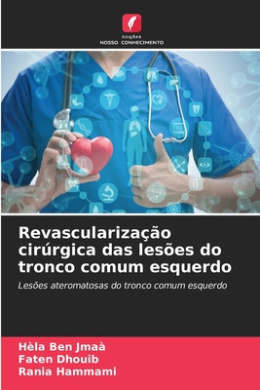 edições
NOSSO CONHECIMENTO
Revascularização
cirúrgica das lesões do
tronco comum esquerdo
Lesões ateromatosas do tronco comum esquerdo
Hèla Ben Jmaà
Faten Dhouib
Rania Hammami